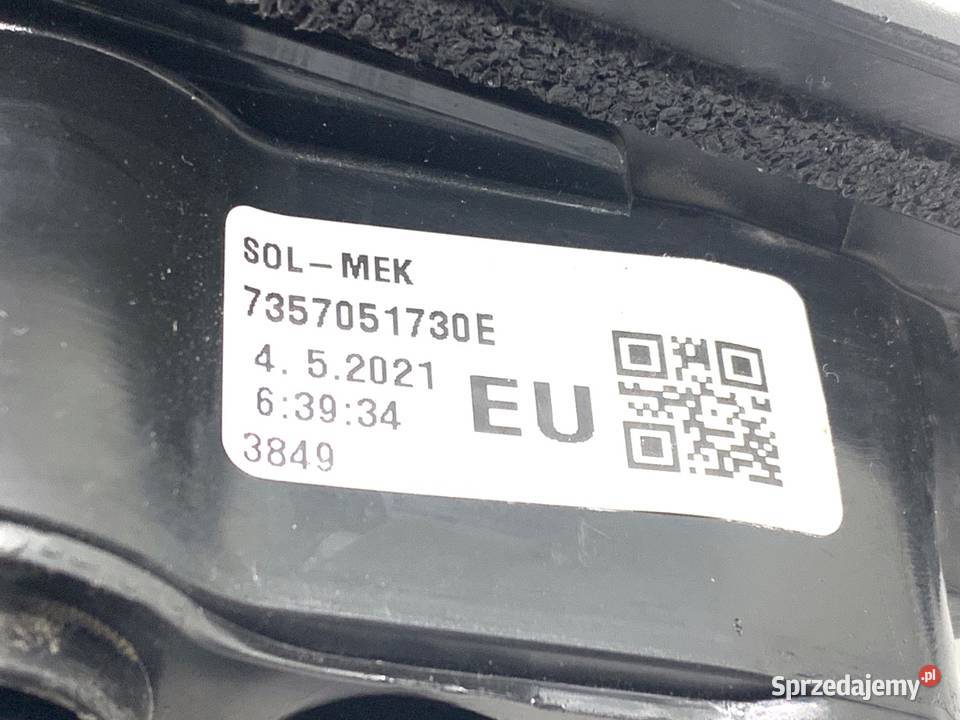 SOL-MEK
7357051730E
4. 5.2021
6:39:34
3849
EU
Sprzedajemy.pl